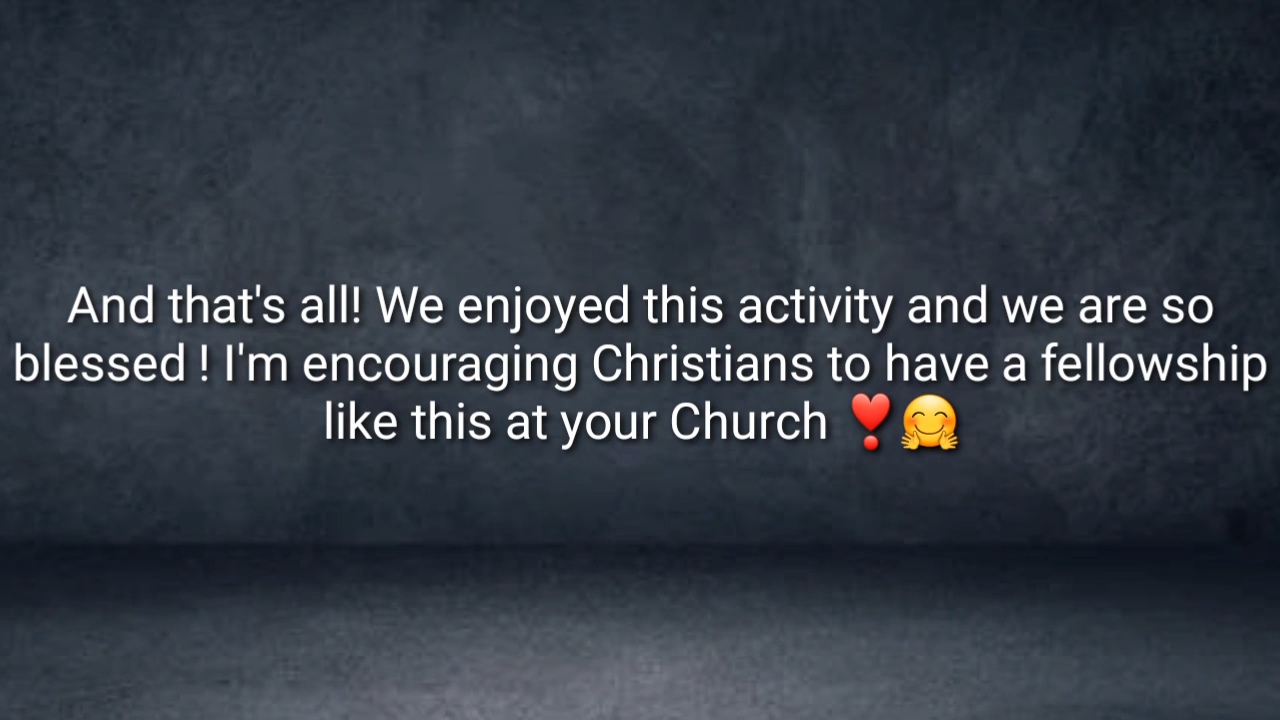 And that's all! We enjoyed this activity and we are so
blessed ! I'm encouraging Christians to have a fellowship
like this at your Church ❣️🤗